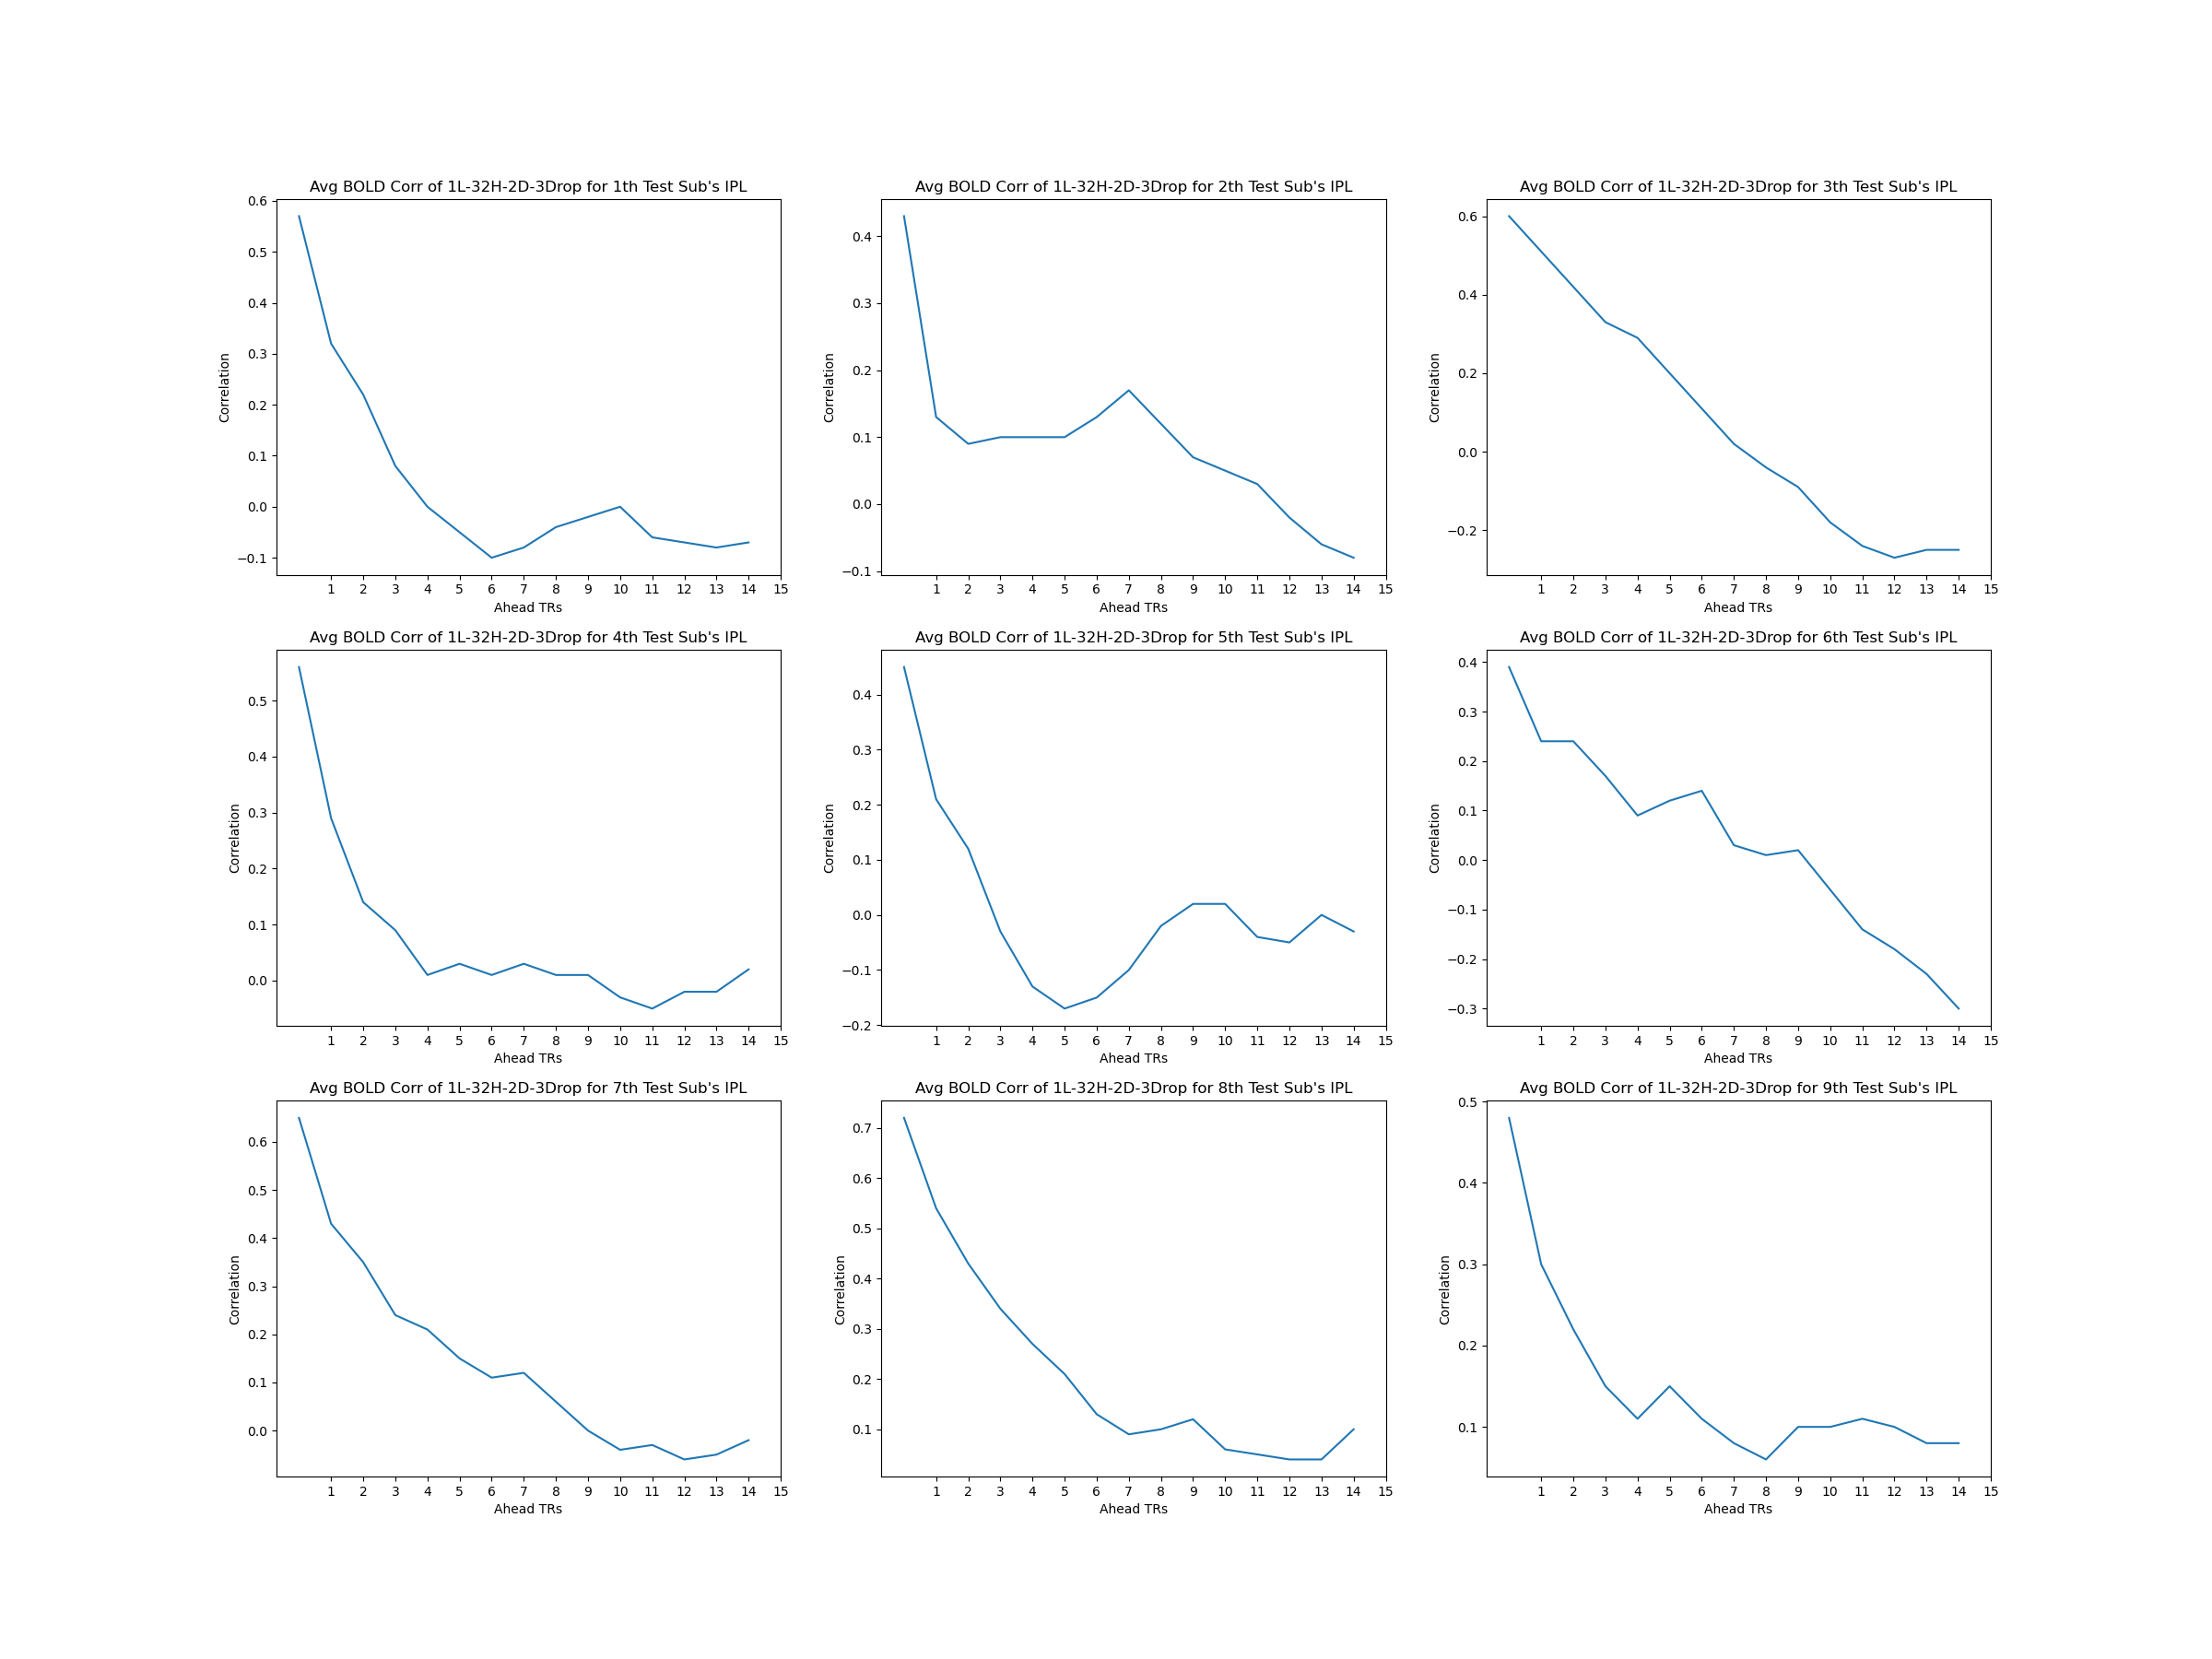 Avg BOLD Corr of 1L-32H-2D-3Drop for 1th Test Sub's IPL
0.6
0.5
0.4
0.3
0.2
0.1
0.0
−0.1
Correlation
1 2 3 4 5 6 7 8 9 10 11 12 13 14 15
Ahead TRs
Avg BOLD Corr of 1L-32H-2D-3Drop for 2th Test Sub's IPL
0.4
0.3
0.2
0.1
0.0
−0.1
Correlation
1 2 3 4 5 6 7 8 9 10 11 12 13 14 15
Ahead TRs
Avg BOLD Corr of 1L-32H-2D-3Drop for 3th Test Sub's IPL
0.6
0.4
0.2
0.0
−0.2
Correlation
1 2 3 4 5 6 7 8 9 10 11 12 13 14 15
Ahead TRs
Avg BOLD Corr of 1L-32H-2D-3Drop for 4th Test Sub's IPL
0.5
0.4
0.3
0.2
0.1
0.0
Correlation
1 2 3 4 5 6 7 8 9 10 11 12 13 14 15
Ahead TRs
Avg BOLD Corr of 1L-32H-2D-3Drop for 5th Test Sub's IPL
0.4
0.3
0.2
0.1
0.0
−0.1
−0.2
Correlation
1 2 3 4 5 6 7 8 9 10 11 12 13 14 15
Ahead TRs
Avg BOLD Corr of 1L-32H-2D-3Drop for 6th Test Sub's IPL
0.4
0.3
0.2
0.1
0.0
−0.1
−0.2
−0.3
Correlation
1 2 3 4 5 6 7 8 9 10 11 12 13 14 15
Ahead TRs
Avg BOLD Corr of 1L-32H-2D-3Drop for 7th Test Sub's IPL
0.6
0.5
0.4
0.3
0.2
0.1
0.0
Correlation
1 2 3 4 5 6 7 8 9 10 11 12 13 14 15
Ahead TRs
Avg BOLD Corr of 1L-32H-2D-3Drop for 8th Test Sub's IPL
0.7
0.6
0.5
0.4
0.3
0.2
0.1
Correlation
1 2 3 4 5 6 7 8 9 10 11 12 13 14 15
Ahead TRs
Avg BOLD Corr of 1L-32H-2D-3Drop for 9th Test Sub's IPL
0.5
0.4
0.3
0.2
0.1
Correlation
1 2 3 4 5 6 7 8 9 10 11 12 13 14 15
Ahead TRs